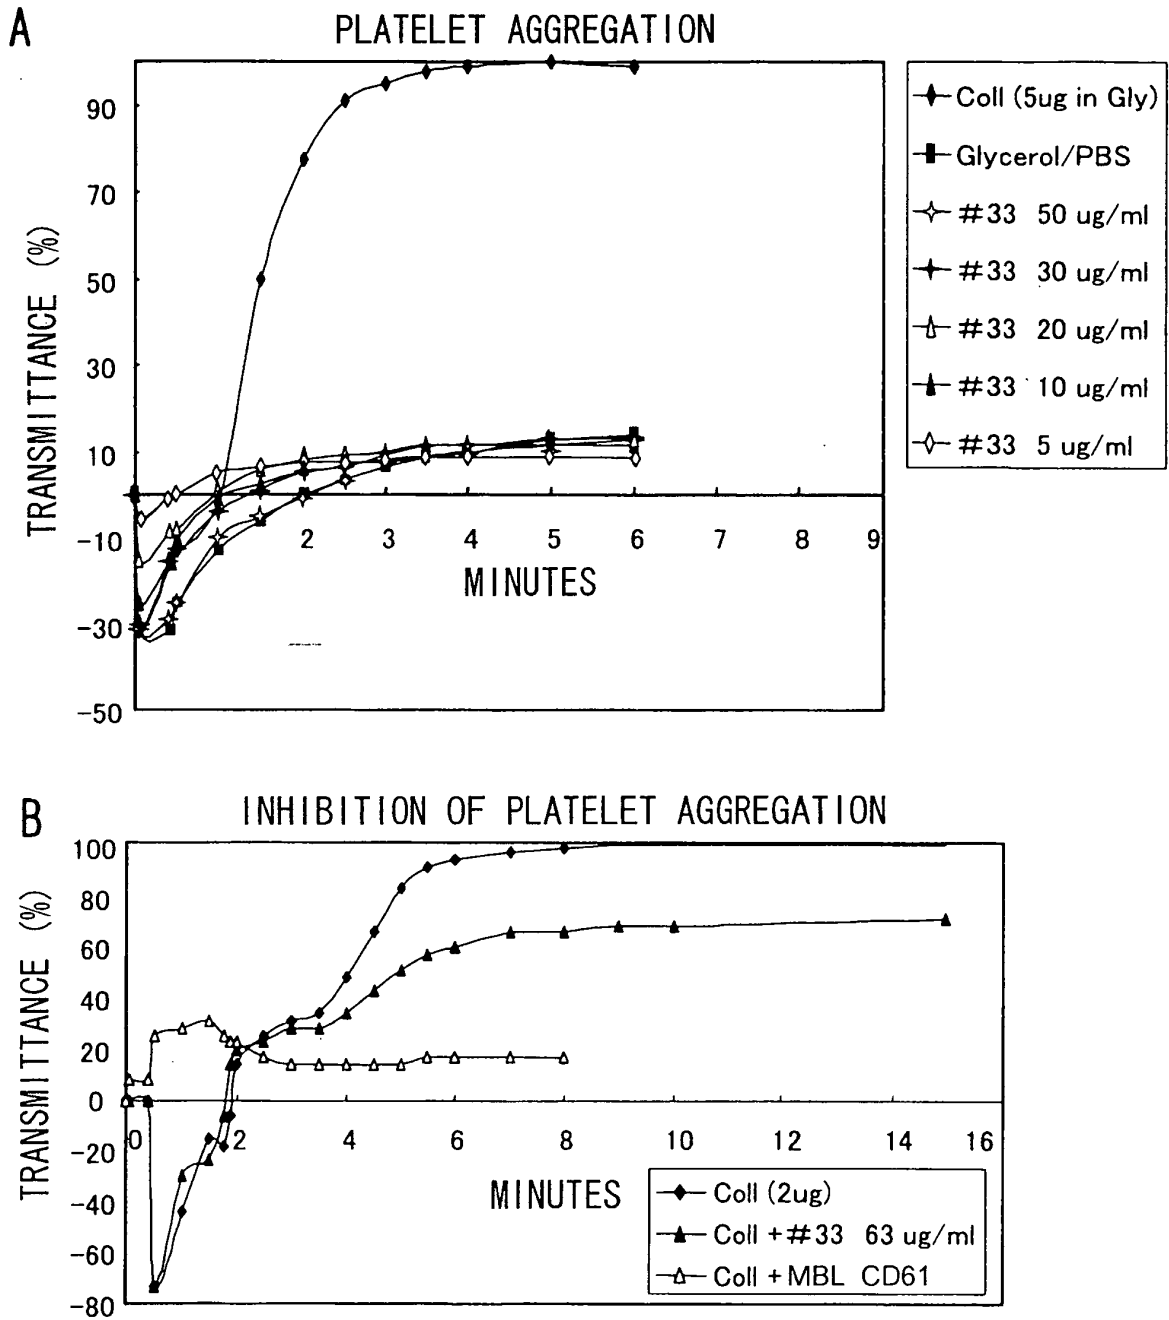 A
PLATELET AGGREGATION
TRANSMITTANCE (%)
90
70
50
30
10
-10
-30
-50
2 3 4 5 6 7 8 9
MINUTES
Coll (5ug in Gly)
Glycerol/PBS
#33 50 ug/ml
#33 30 ug/ml
#33 20 ug/ml
#33 10 ug/ml
#33 5 ug/ml
B
INHIBITION OF PLATELET AGGREGATION
TRANSMITTANCE (%)
100
80
60
40
20
0
-20
-40
-60
-80
0 2 4 6 8 10 12 14 16
MINUTES
Coll (2ug)
Coll +#33 63 ug/ml
Coll +MBL CD61